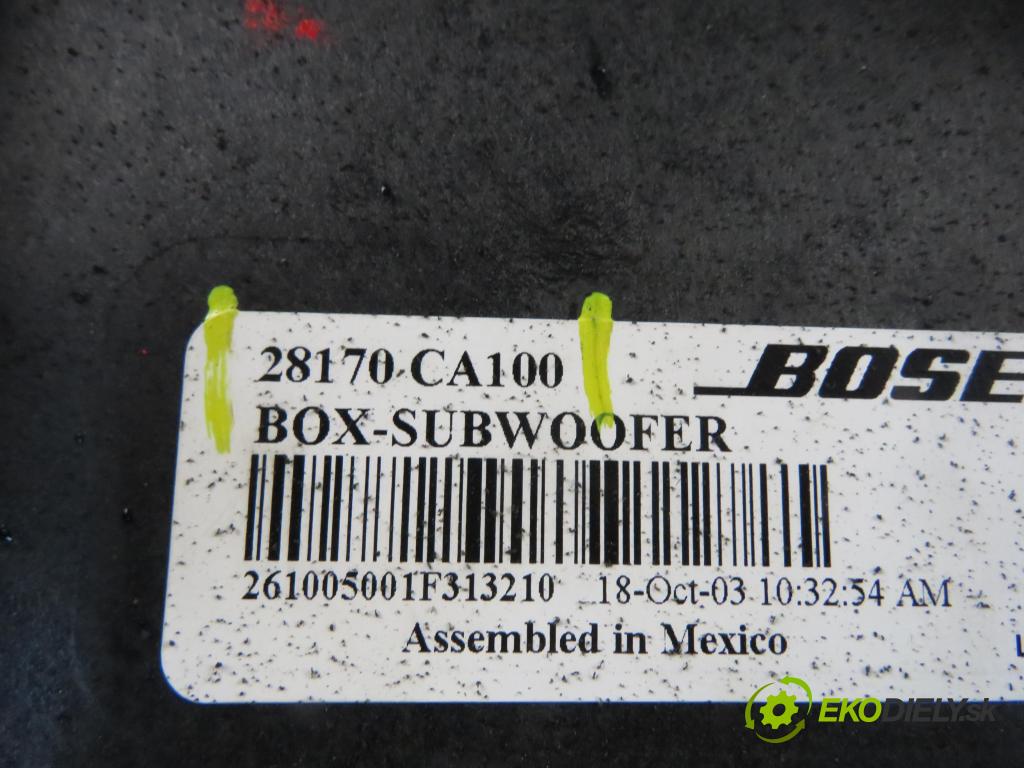 28170 CA100
BOSE
BOX-SUBWOOFER
261005001F313210 18-Oct-03 10:32:54 AM
Assembled in Mexico
L
EKODIELY.sk